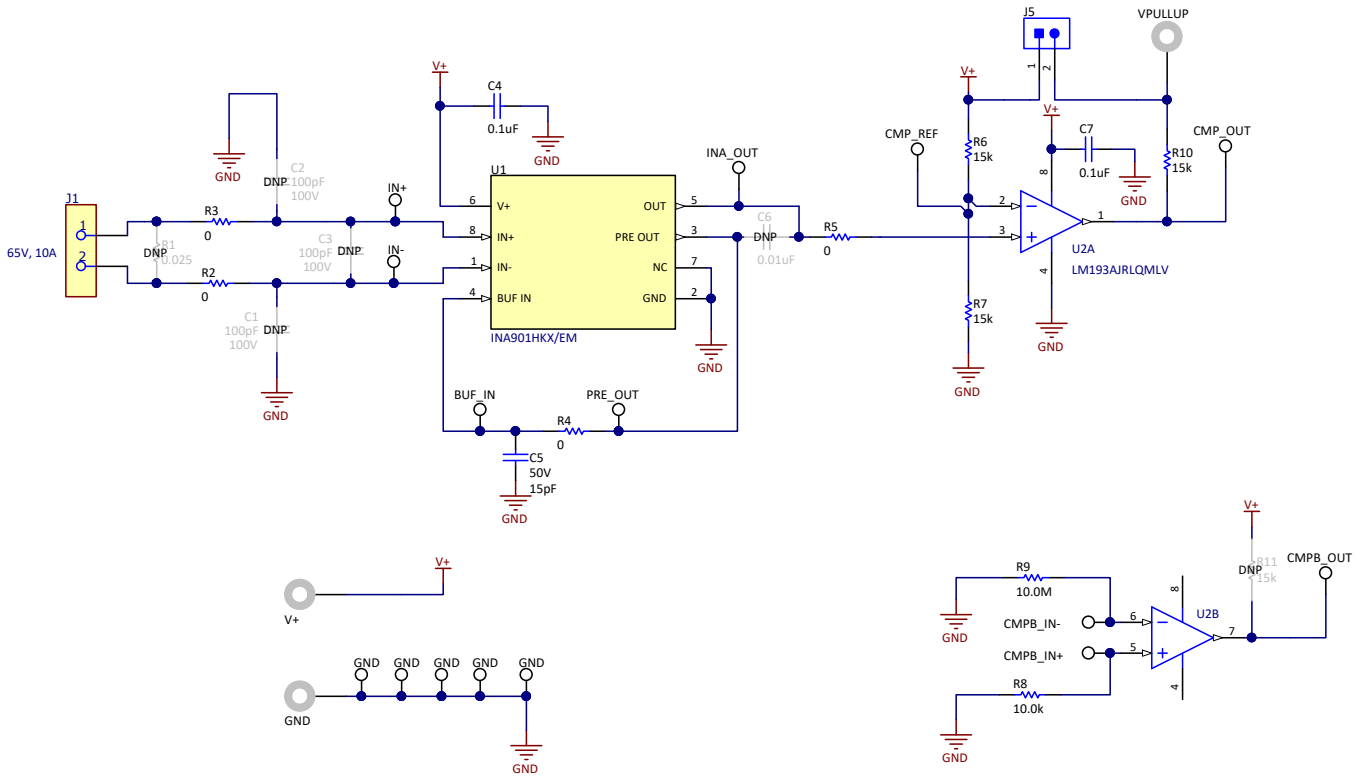 J5
VPULLUP
1
2
V+
V+
V+
C4
0.1uF
GND
C7
0.1uF
GND
8
CMP_REF
R6
15k
R10
15k
CMP_OUT
GND
C2
100pF
100V
DNP
INA_OUT
U1
J1
1
2
65V, 10A
DNP
R1
0.025
R3
0
R2
0
IN+
IN-
C3
100pF
100V
DNP
C1
100pF
100V
DNP
GND
6
V+
8
IN+
1
IN-
4
BUF IN
OUT
5
PRE OUT
3
NC
7
GND
2
INA901HKX/EM
GND
C6
DNP
0.01uF
R5
0
2
3
1
4
U2A
LM193AJRLQMLV
GND
R7
15k
GND
BUF_IN
PRE_OUT
R4
0
C5
50V
15pF
GND
V+
V+
GND
GND
GND
GND
GND
GND
GND
V+
R11
15k
DNP
CMPB_OUT
R9
10.0M
GND
CMPB_IN-
CMPB_IN+
6
5
8
U2B
7
4
R8
10.0k
GND